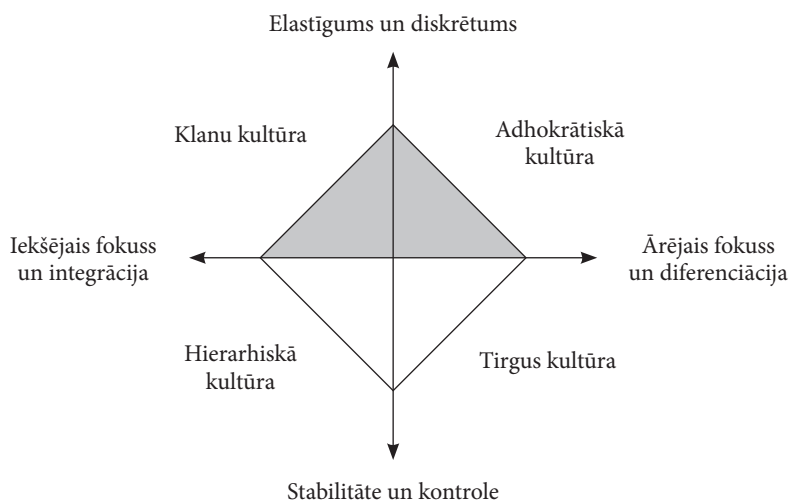 Elastīgums un diskrētums
Klanu kultūra
Adhokrātiskā
kultūra
Iekšējais fokuss
un integrācija
Ārējais fokuss
un diferenciācija
Hierarhiskā
kultūra
Tirgus kultūra
Stabilitāte un kontrole